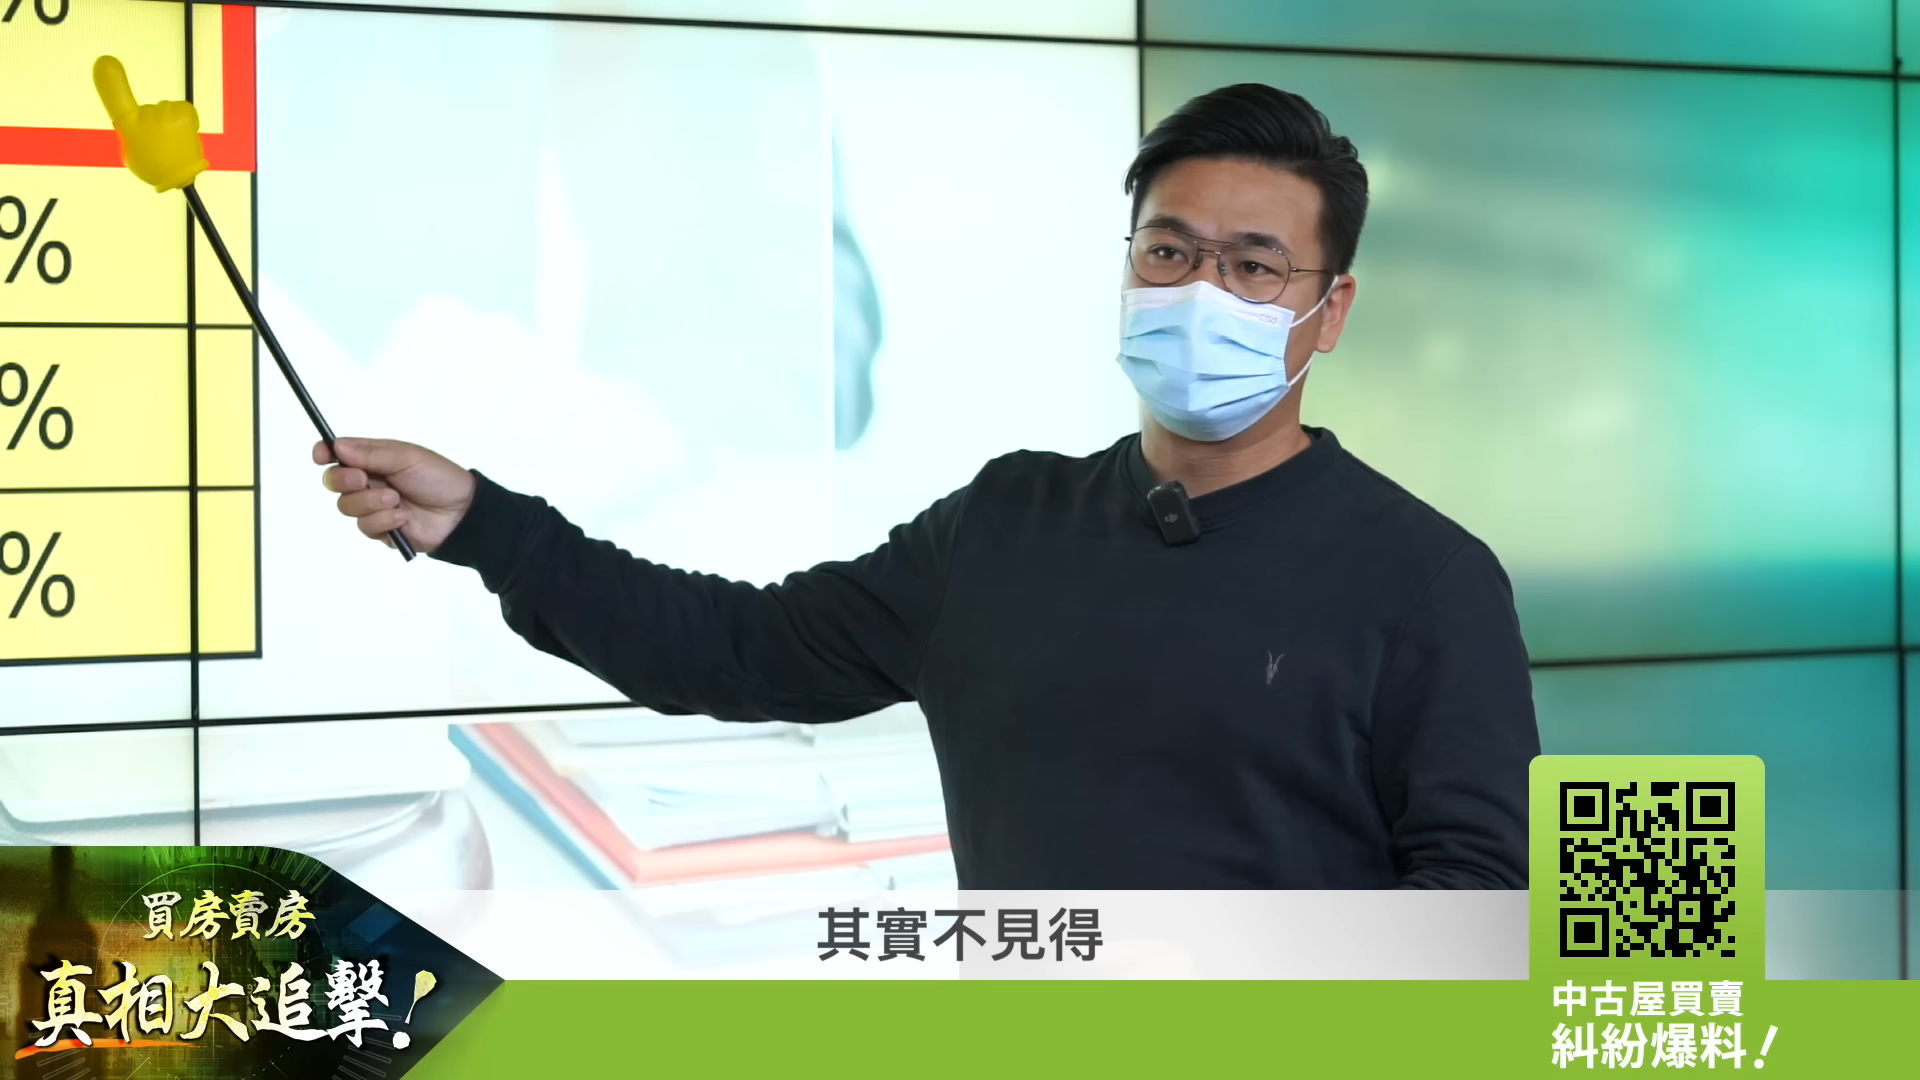 %
%
%
%
其實不見得
買房賣房
真相大追擊!
中古屋買賣
糾紛爆料!